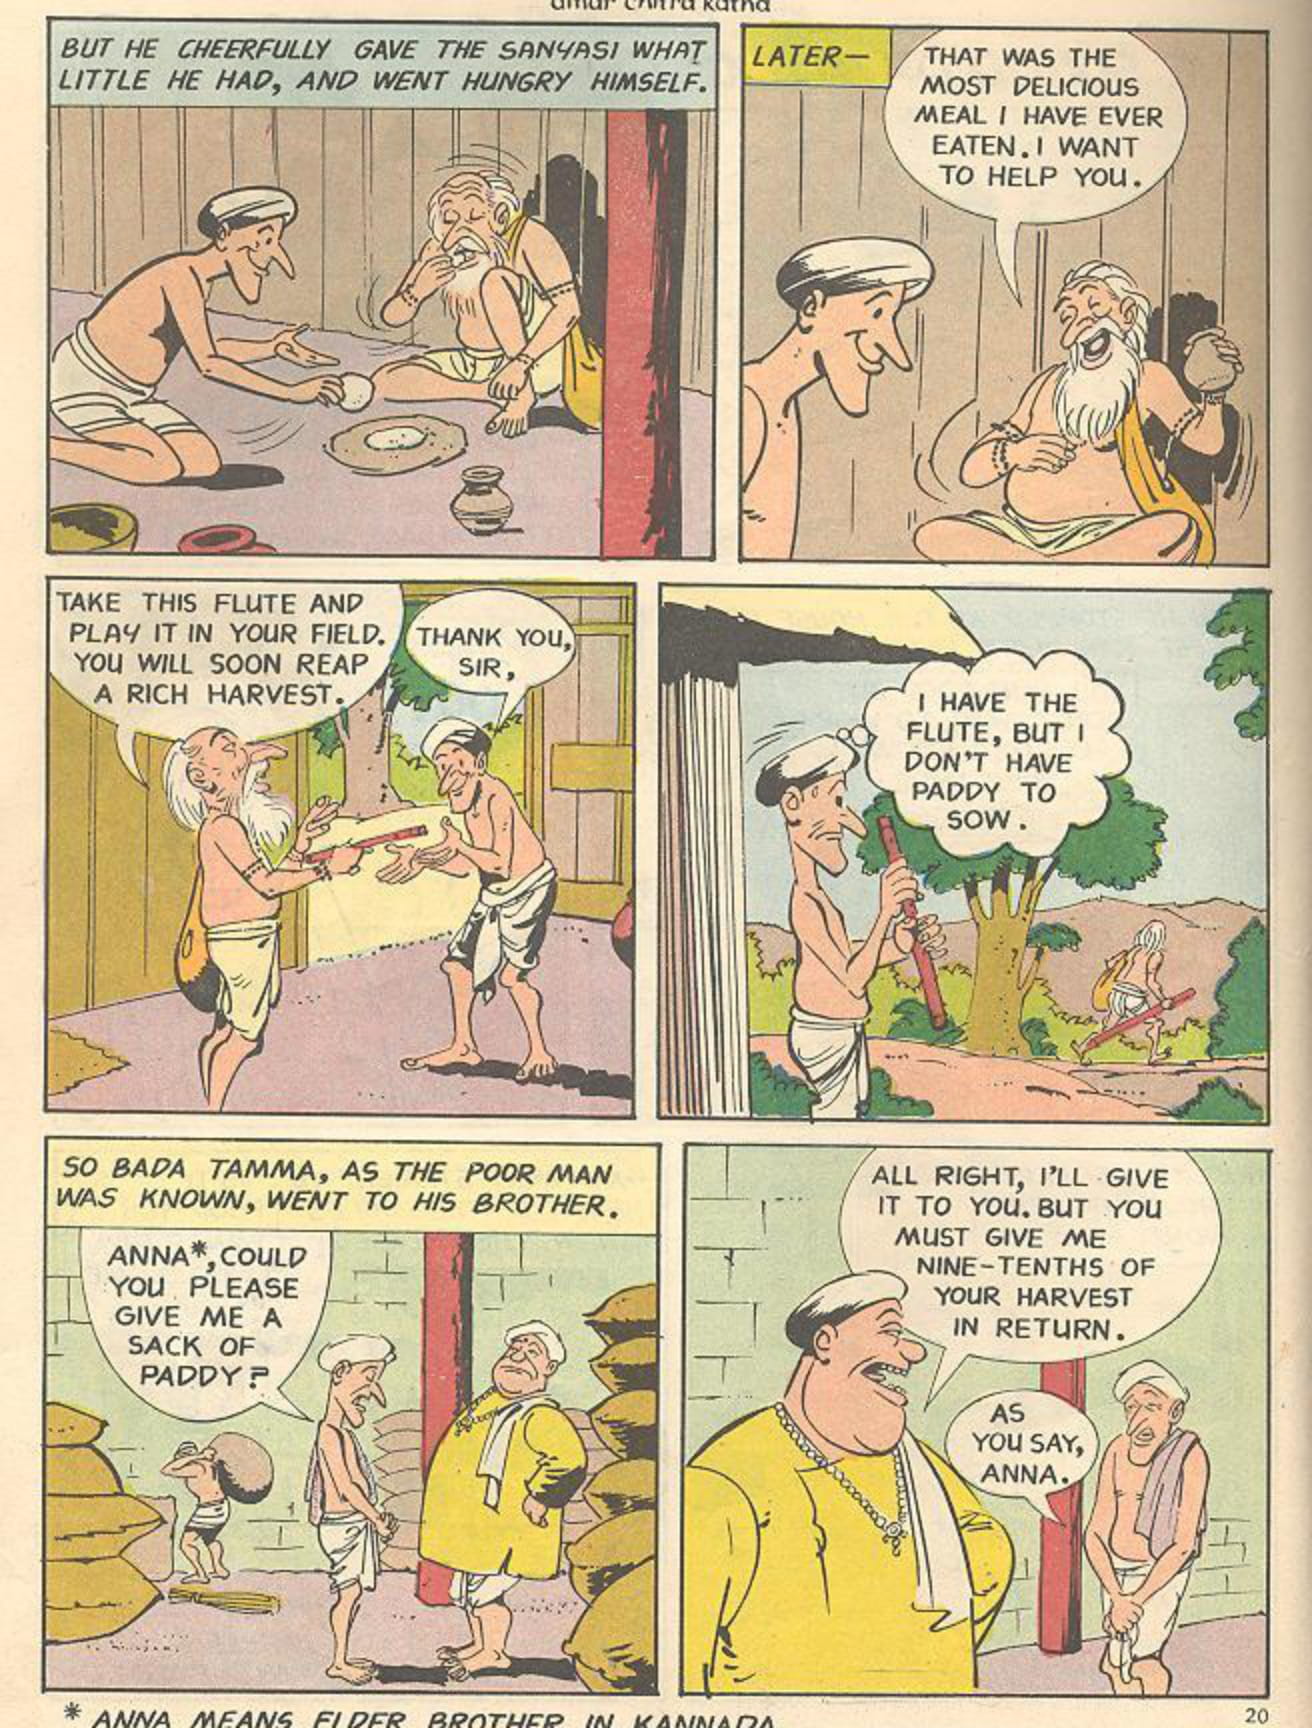 amar chitra katha
BUT HE CHEERFULLY GAVE THE SANYASI WHAT
LITTLE HE HAD, AND WENT HUNGRY HIMSELF.
LATER—
THAT WAS THE
MOST DELICIOUS
MEAL I HAVE EVER
EATEN. I WANT
TO HELP YOU.
TAKE THIS FLUTE AND
PLAY IT IN YOUR FIELD.
YOU WILL SOON REAP
A RICH HARVEST.
THANK YOU,
SIR,
I HAVE THE
FLUTE, BUT I
DON'T HAVE
PADDY TO
SOW.
SO BADA TAMMA, AS THE POOR MAN
WAS KNOWN, WENT TO HIS BROTHER.
ANNA*, COULD
YOU PLEASE
GIVE ME A
SACK OF
PADDY?
ALL RIGHT, I'LL GIVE
IT TO YOU. BUT YOU
MUST GIVE ME
NINE-TENTHS OF
YOUR HARVEST
IN RETURN.
AS
YOU SAY,
ANNA.
* ANNA MEANS ELDER BROTHER IN KANNADA
20